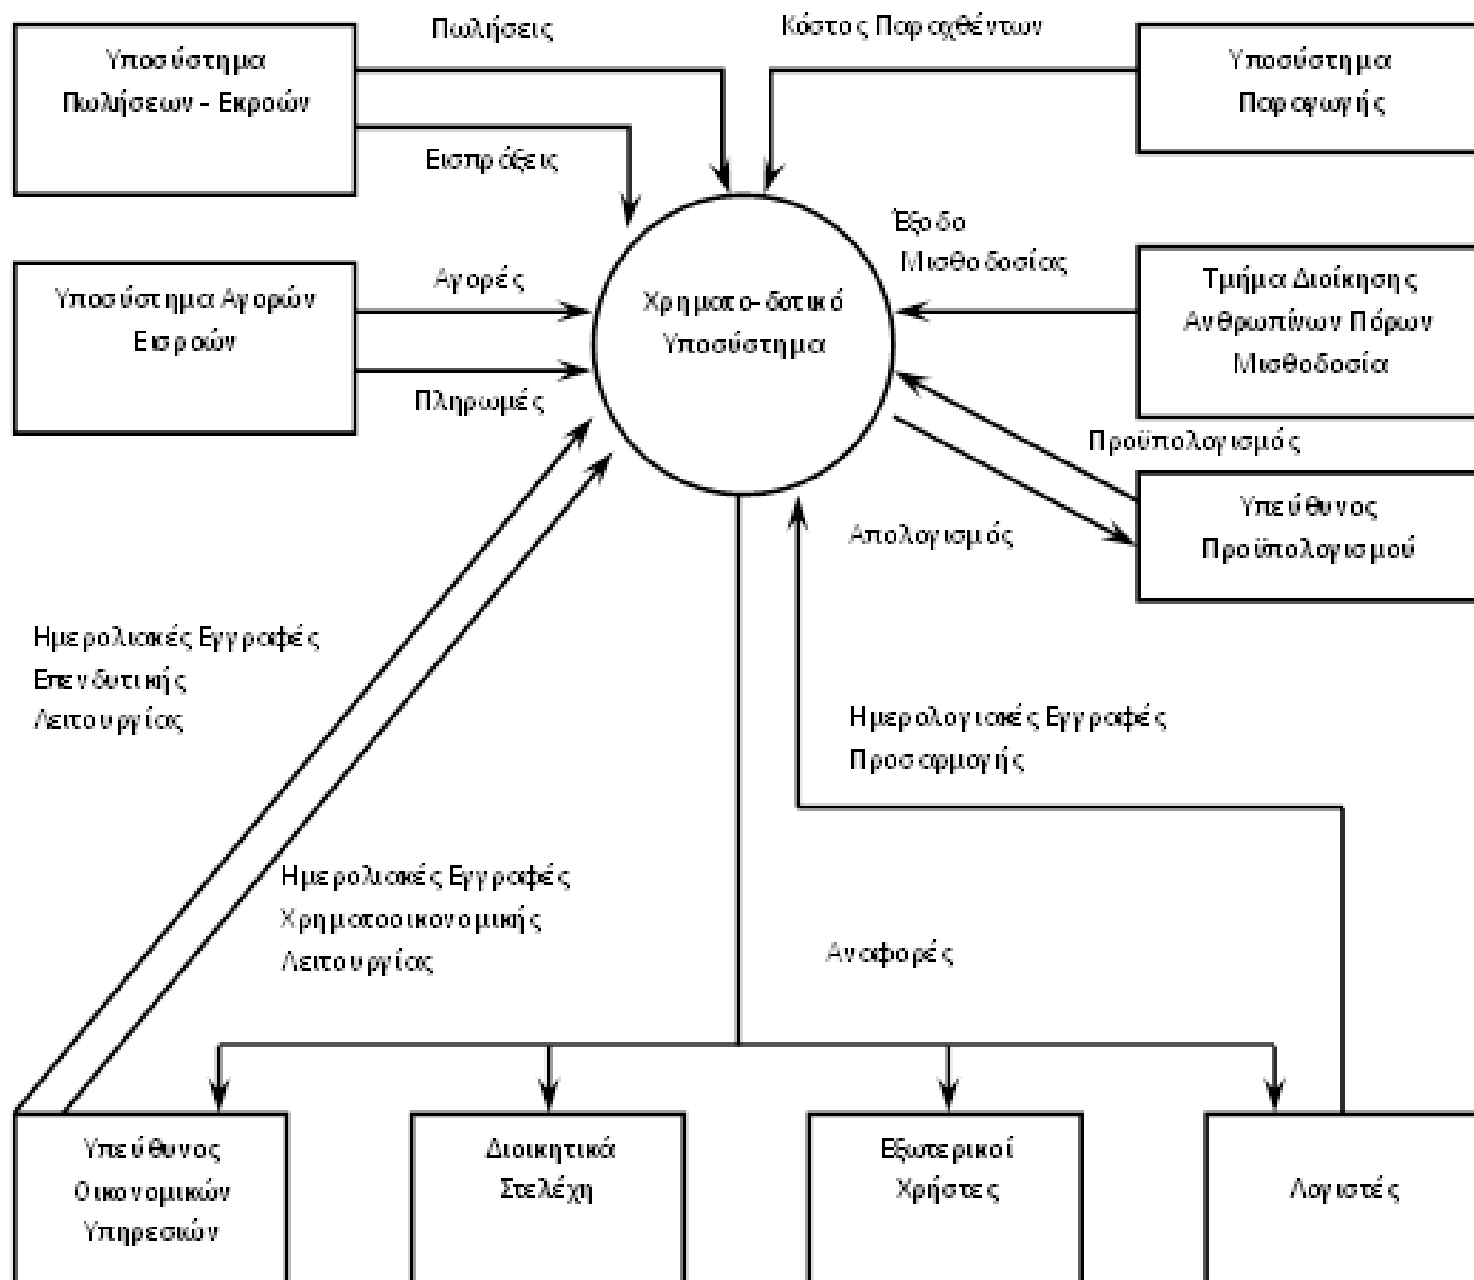 Πωλήσεις
Κόστος Παραχθέντων
Υποσύστημα
Πωλήσεων – Εκροών
Υποσύστημα
Παραγωγής
Εισπράξεις
Έξοδο
Μισθοδοσίας
Αγορές
Υποσύστημα Αγορών
Εισροών
Χρηματο-δοτικό
Υποσύστημα
Τμήμα Διοίκησης
Ανθρωπίνων Πόρων
Μισθοδοσία
Πληρωμές
Προϋπολογισμός
Απολογισμός
Υπεύθυνος
Προϋπολογισμού
Ημερολιακές Εγγραφές
Επενδυτικής
Λειτουργίας
Ημερολογιακές Εγγραφές
Προσαρμογής
Ημερολιακές Εγγραφές
Χρηματοοικονομικής
Λειτουργίας
Αναφορές
Υπεύθυνος
Οικονομικών
Υπηρεσιών
Διοικητικά
Στελέχη
Εξωτερικοί
Χρήστες
Λογιστές